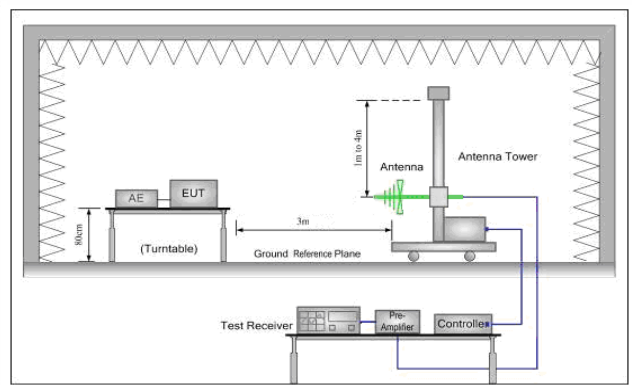 1m to 4m
Antenna
Antenna Tower
AE
EUT
80cm
3m
(Turntable)
Ground Reference Plane
Test Receiver
Pre-
Amplifier
Controller